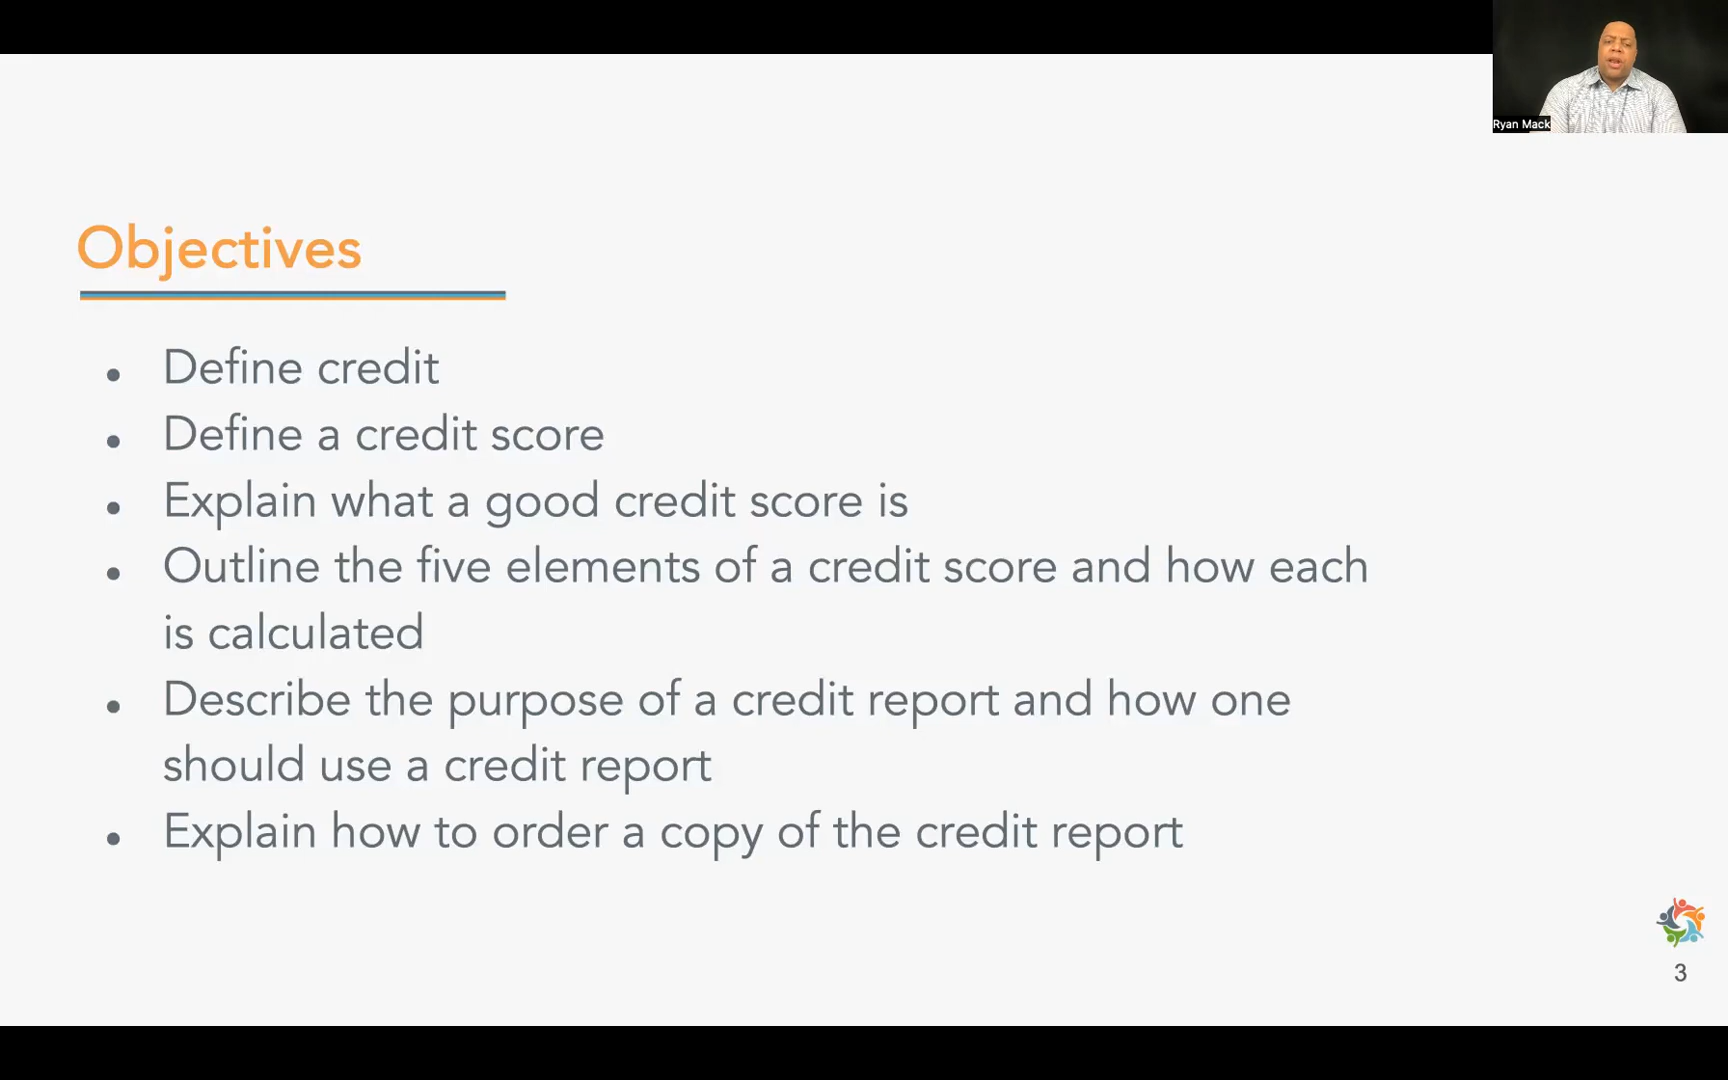 Ryan Mack
Objectives
• Define credit
• Define a credit score
• Explain what a good credit score is
• Outline the five elements of a credit score and how each
is calculated
• Describe the purpose of a credit report and how one
should use a credit report
• Explain how to order a copy of the credit report
3